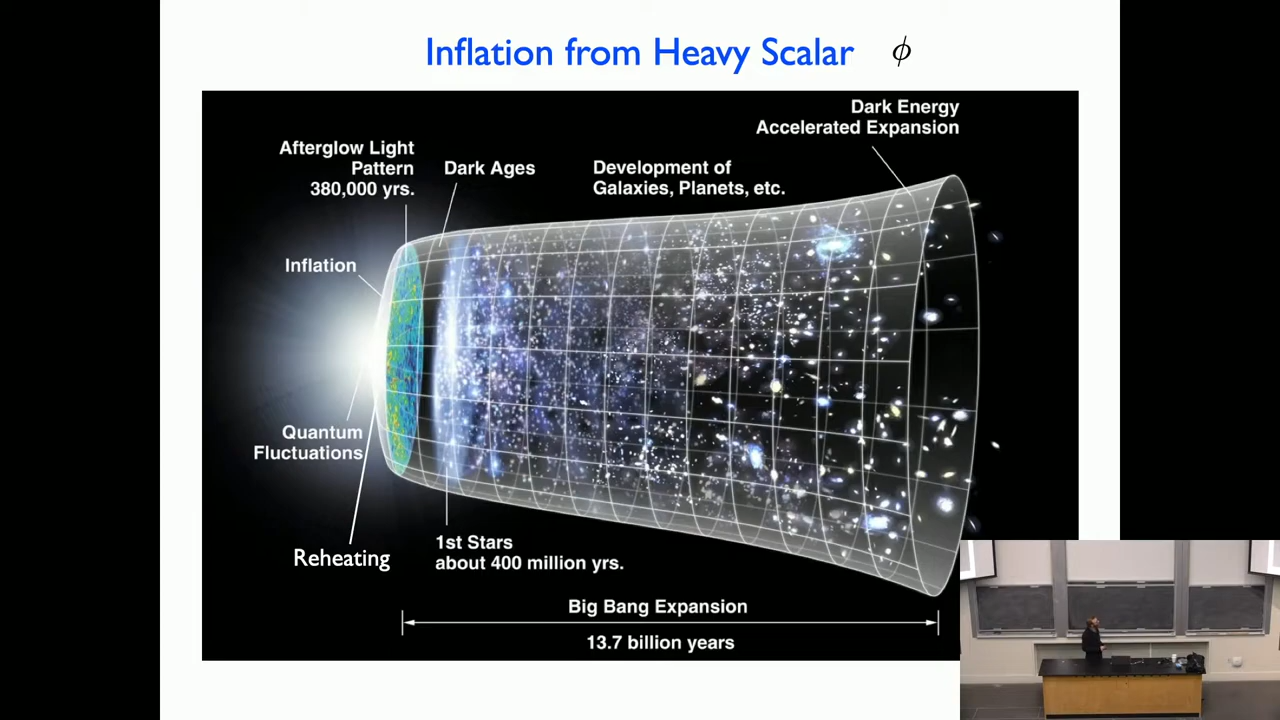 Inflation from Heavy Scalar ϕ
Dark Energy
Accelerated Expansion
Afterglow Light
Pattern
380,000 yrs.
Dark Ages
Development of
Galaxies, Planets, etc.
Inflation
Quantum
Fluctuations
Reheating
1st Stars
about 400 million yrs.
Big Bang Expansion
13.7 billion years